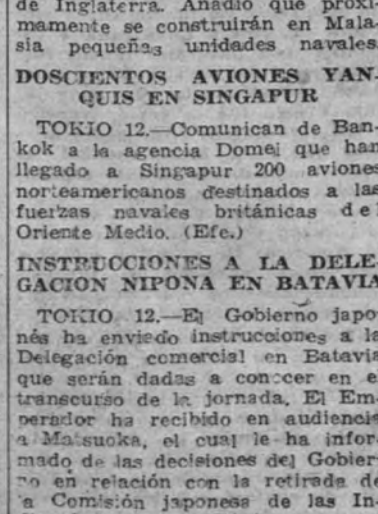 de Inglaterra. Añadió que próxi-
mamente se construirán en Mala-
sia pequeñas unidades navales.
DOSCIENTOS AVIONES YAN-
QUIS EN SINGAPUR
TOKIO 12.—Comunican de Ban-
kok a la agencia Domei que han
llegado a Singapur 200 aviones
norteamericanos destinados a las
fuerzas navales británicas del
Oriente Medio. (Efe.)
INSTRUCCIONES A LA DELE-
GACION NIPONA EN BATAVIA
TOKIO 12.—El Gobierno japo-
nés ha enviado instrucciones a la
Delegación comercial en Batavia
que serán dadas a conocer en e
transcurso de la jornada. El Em-
perador ha recibido en audiencia
a Matsuoka, el cual le ha infor-
mado de las decisiones del Gobier-
no en relación con la retirada de
la Comisión japonesa de las In-